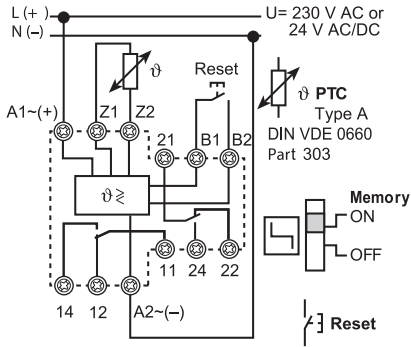 L (+)
N (–)
U= 230 V AC or
24 V AC/DC
ϑ
Reset
ϑ PTC
Type A
DIN VDE 0660
Part 303
A1~(+) Z1 Z2
21 B1 B2
ϑ ≷
Memory
ON
OFF
11 24 22
14 12 A2~(–)
Reset